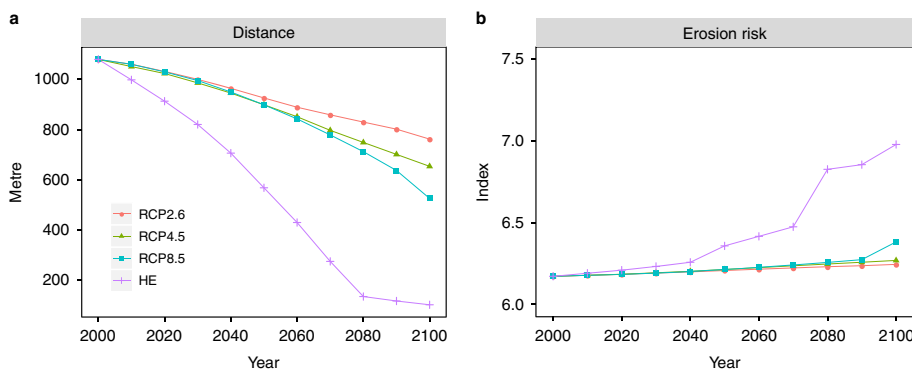 a
Distance
1000
800
600
400
200
Metre
RCP2.6
RCP4.5
RCP8.5
HE
2000 2020 2040 2060 2080 2100
Year
b
Erosion risk
7.5
7.0
6.5
6.0
Index
2000 2020 2040 2060 2080 2100
Year